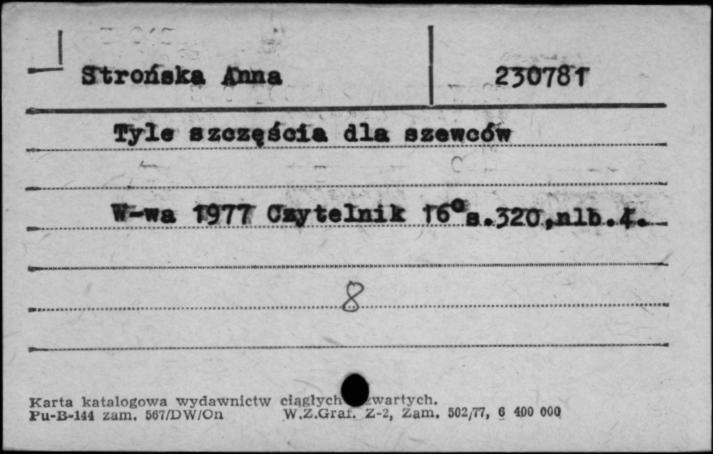 Strońska Anna 230781
Tyle szczęścia dla szewców
W-wa 1977 Czytelnik 16° s.320,nlb.4.
8
Karta katalogowa wydawnictw ciągłych zwartych.
Pu-B-144 zam. 567/DW/On W.Z.Graf. Z-2, Zam. 502/77, 6 400 000